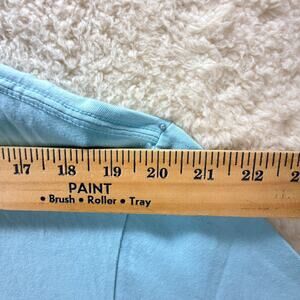 17 18 19 20 21 22 2
PAINT
• Brush • Roller • Tray